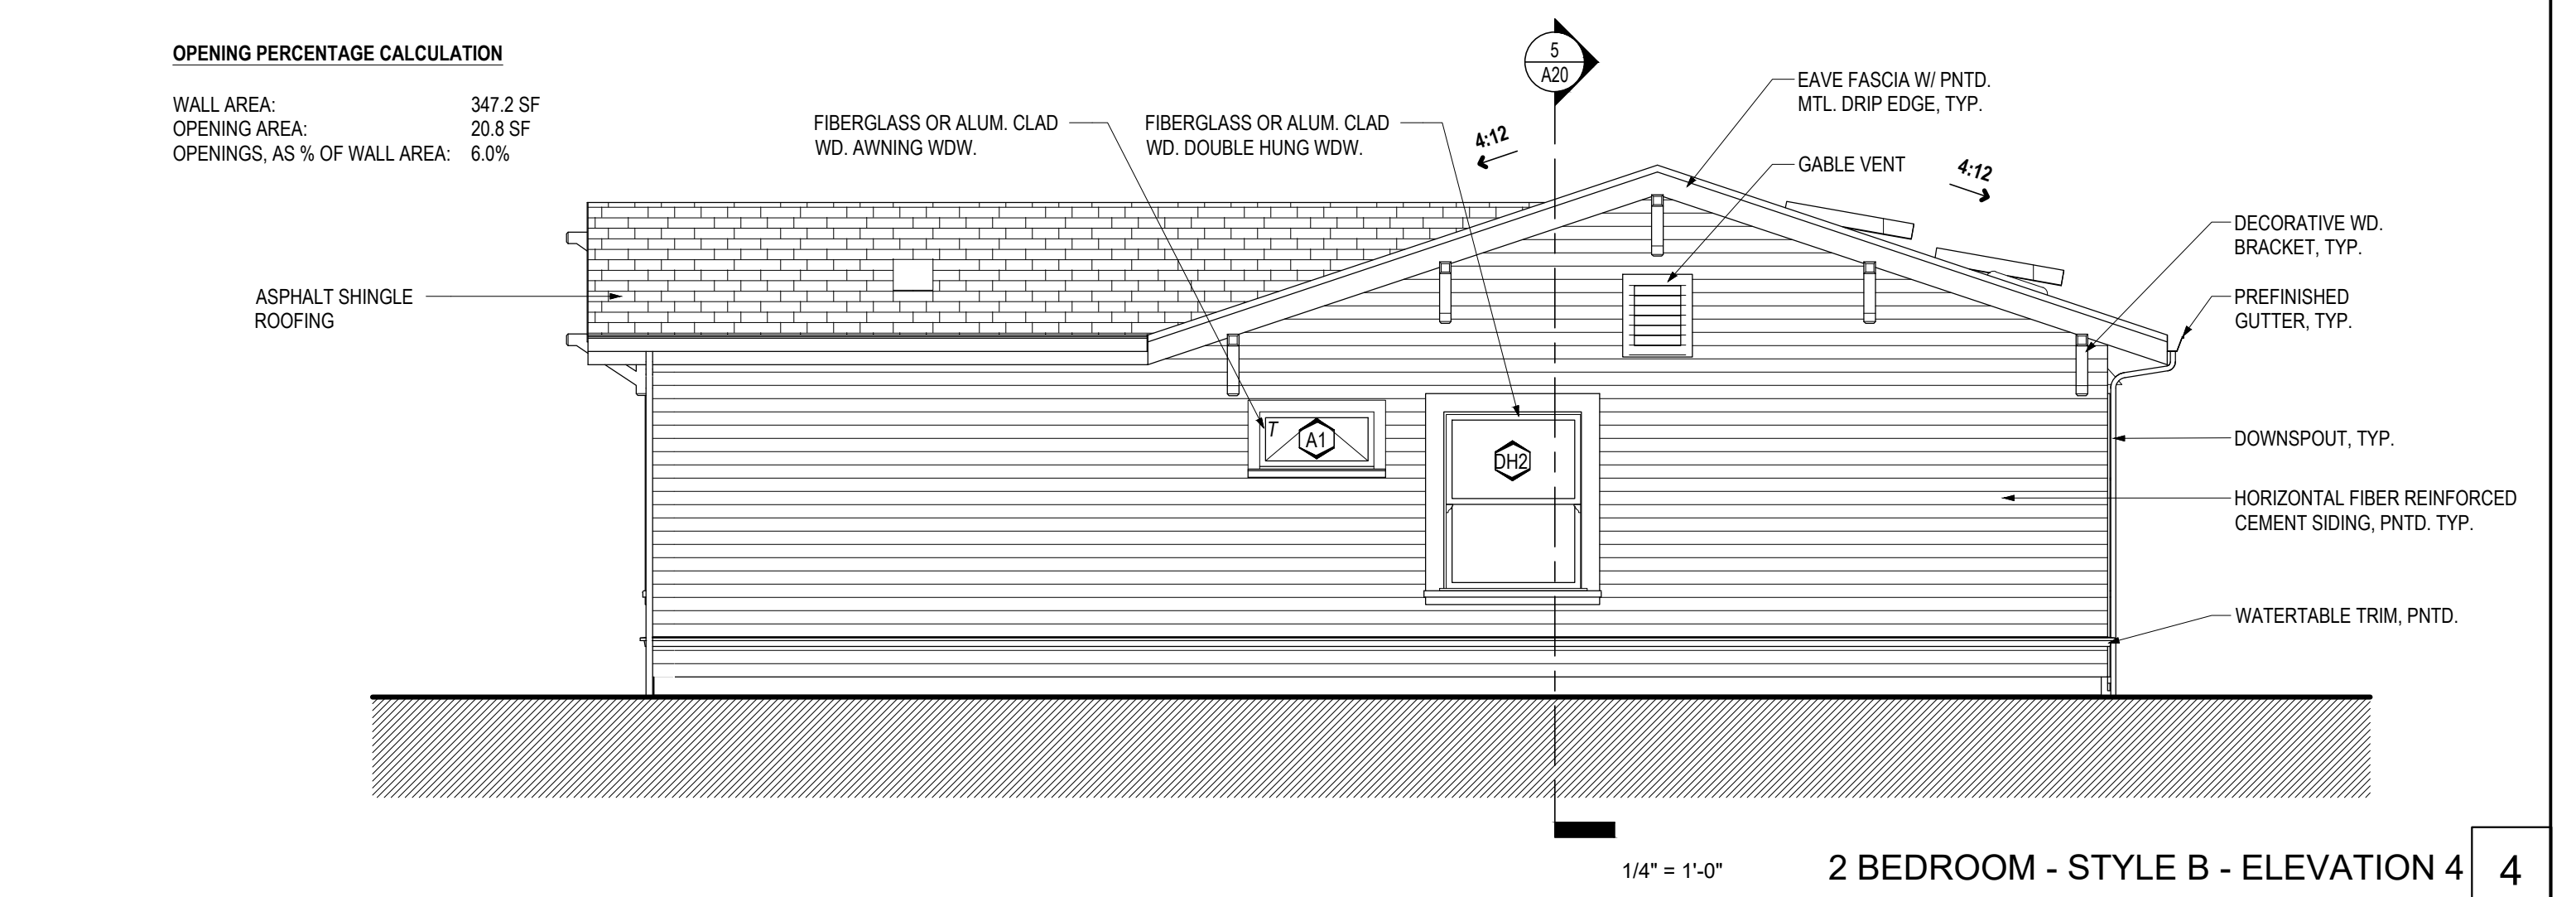 OPENING PERCENTAGE CALCULATION
WALL AREA: 347.2 SF
OPENING AREA: 20.8 SF
OPENINGS, AS % OF WALL AREA: 6.0%
5
A20
FIBERGLASS OR ALUM. CLAD
WD. AWNING WDW.
FIBERGLASS OR ALUM. CLAD
WD. DOUBLE HUNG WDW.
4:12
EAVE FASCIA W/ PNTD.
MTL. DRIP EDGE, TYP.
GABLE VENT
4:12
DECORATIVE WD.
BRACKET, TYP.
ASPHALT SHINGLE
ROOFING
PREFINISHED
GUTTER, TYP.
T
A1
DH2
DOWNSPOUT, TYP.
HORIZONTAL FIBER REINFORCED
CEMENT SIDING, PNTD. TYP.
WATERTABLE TRIM, PNTD.
1/4" = 1'-0"
2 BEDROOM - STYLE B - ELEVATION 4
4